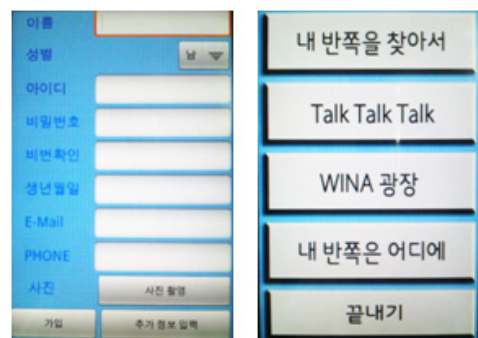 이름
성별 남
아이디
비밀번호
비번확인
생년월일
E-Mail
PHONE
사진 사진 촬영
가입 추가 정보 입력
내 반쪽을 찾아서
Talk Talk Talk
WINA 광장
내 반쪽은 어디에
끝내기